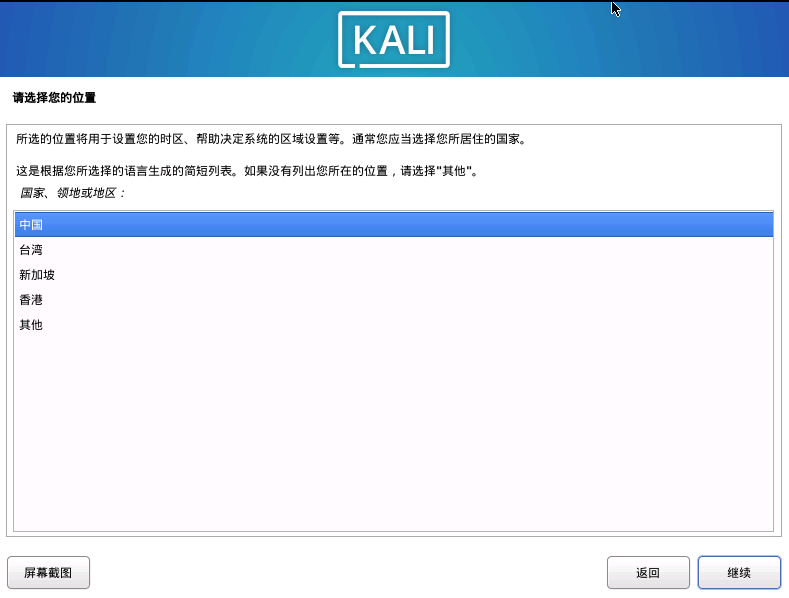 KALI
请选择您的位置
所选的位置将用于设置您的时区、帮助决定系统的区域设置等。通常您应当选择您所居住的国家。
这是根据您所选择的语言生成的简短列表。如果没有列出您所在的位置，请选择"其他"。
国家、领地或地区：
中国
台湾
新加坡
香港
其他
屏幕截图
返回
继续